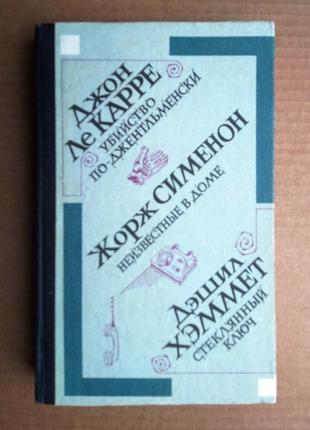 Джон
Ле КАРРЕ
УБИЙСТВО
ПО-ДЖЕНТЛЬМЕНСКИ
Жорж СИМЕНОН
НЕИЗВЕСТНЫЕ В ДОМЕ
Дэшил
ХЭММЕТ
СТЕКЛЯННЫЙ
КЛЮЧ